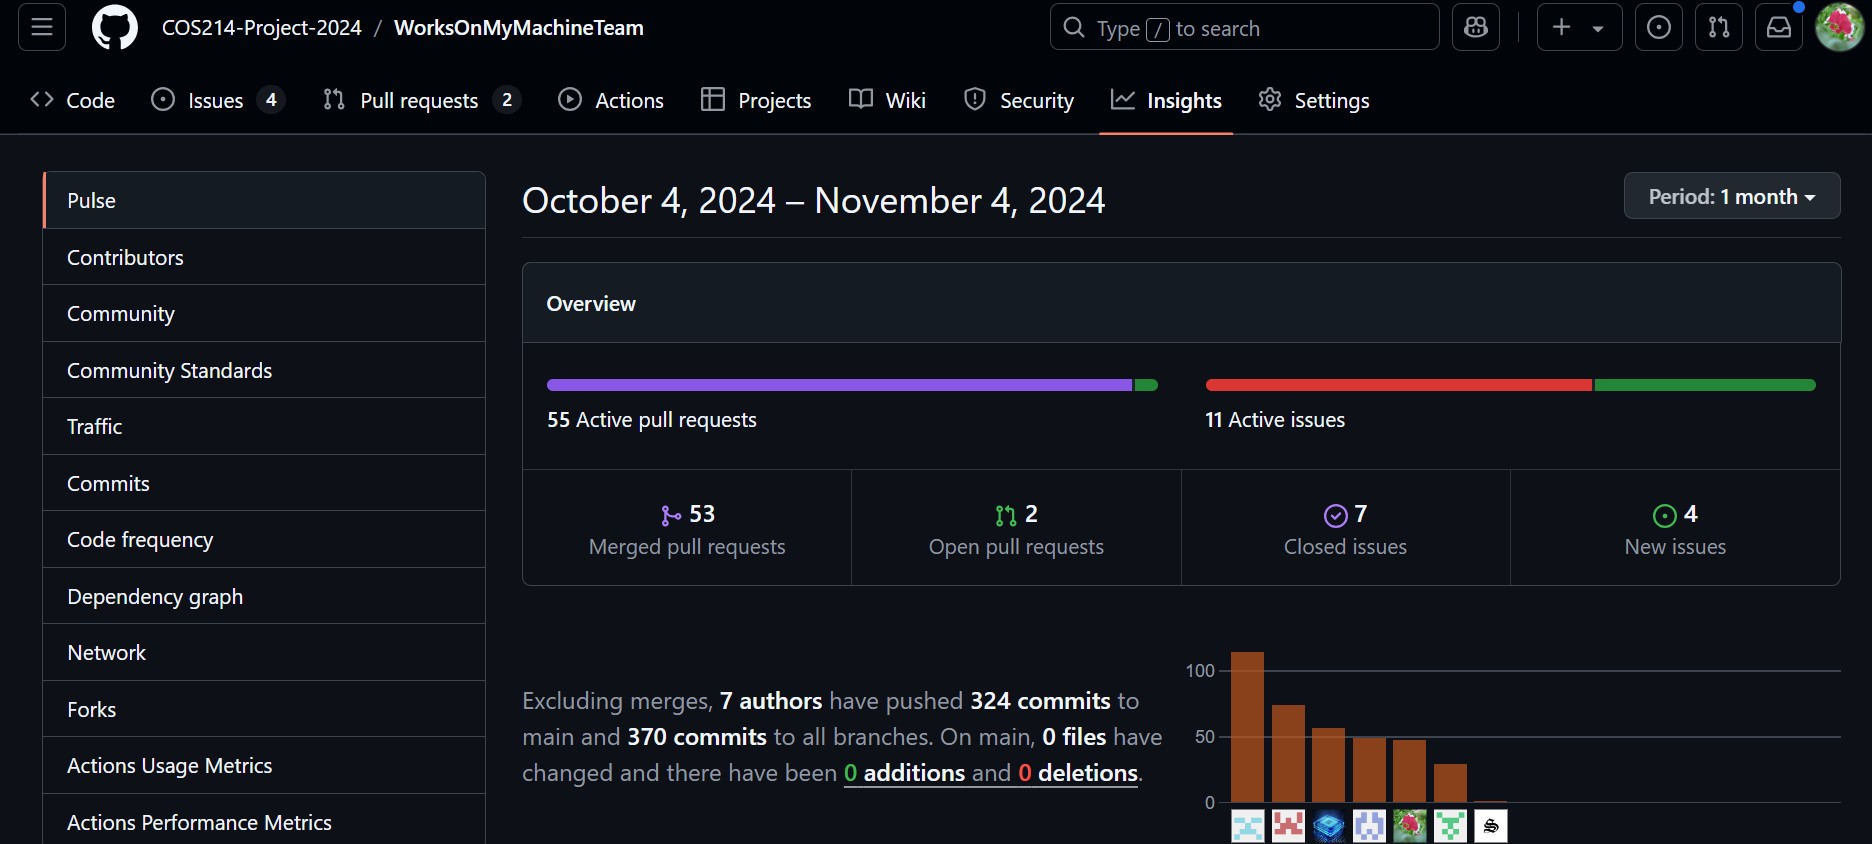 COS214-Project-2024 / WorksOnMyMachineTeam
Type / to search
Code
Issues 4
Pull requests 2
Actions
Projects
Wiki
Security
Insights
Settings
Pulse
Contributors
Community
Community Standards
Traffic
Commits
Code frequency
Dependency graph
Network
Forks
Actions Usage Metrics
Actions Performance Metrics
October 4, 2024 – November 4, 2024
Period: 1 month
Overview
55 Active pull requests
11 Active issues
53
Merged pull requests
2
Open pull requests
7
Closed issues
4
New issues
Excluding merges, 7 authors have pushed 324 commits to
main and 370 commits to all branches. On main, 0 files have
changed and there have been 0 additions and 0 deletions.
100
50
0